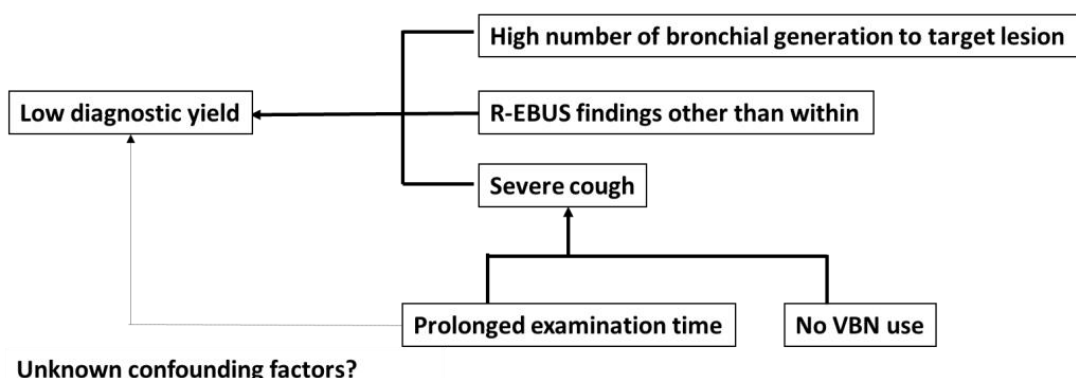 High number of bronchial generation to target lesion
Low diagnostic yield
R-EBUS findings other than within
Severe cough
Prolonged examination time
No VBN use
Unknown confounding factors?